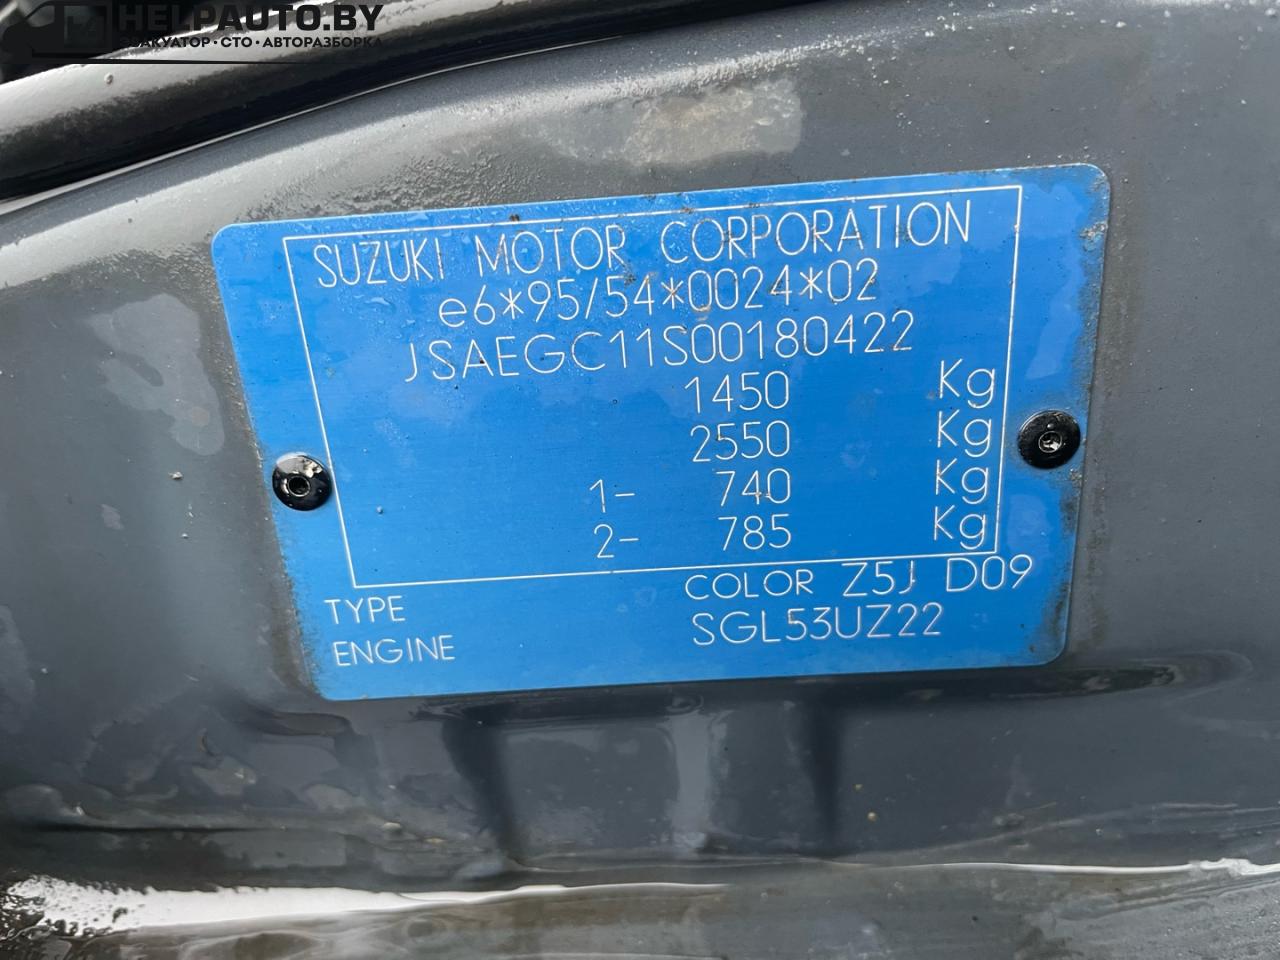 HELPAUTO.BY
ЭВАКУАТОР • СТО • АВТОРАЗБОРКА
SUZUKI MOTOR CORPORATION
e6*95/54*0024*02
JSAEGC11S00180422
1450 Kg
2550 Kg
1- 740 Kg
2- 785 Kg
COLOR Z5J D09
TYPE SGL53UZ22
ENGINE